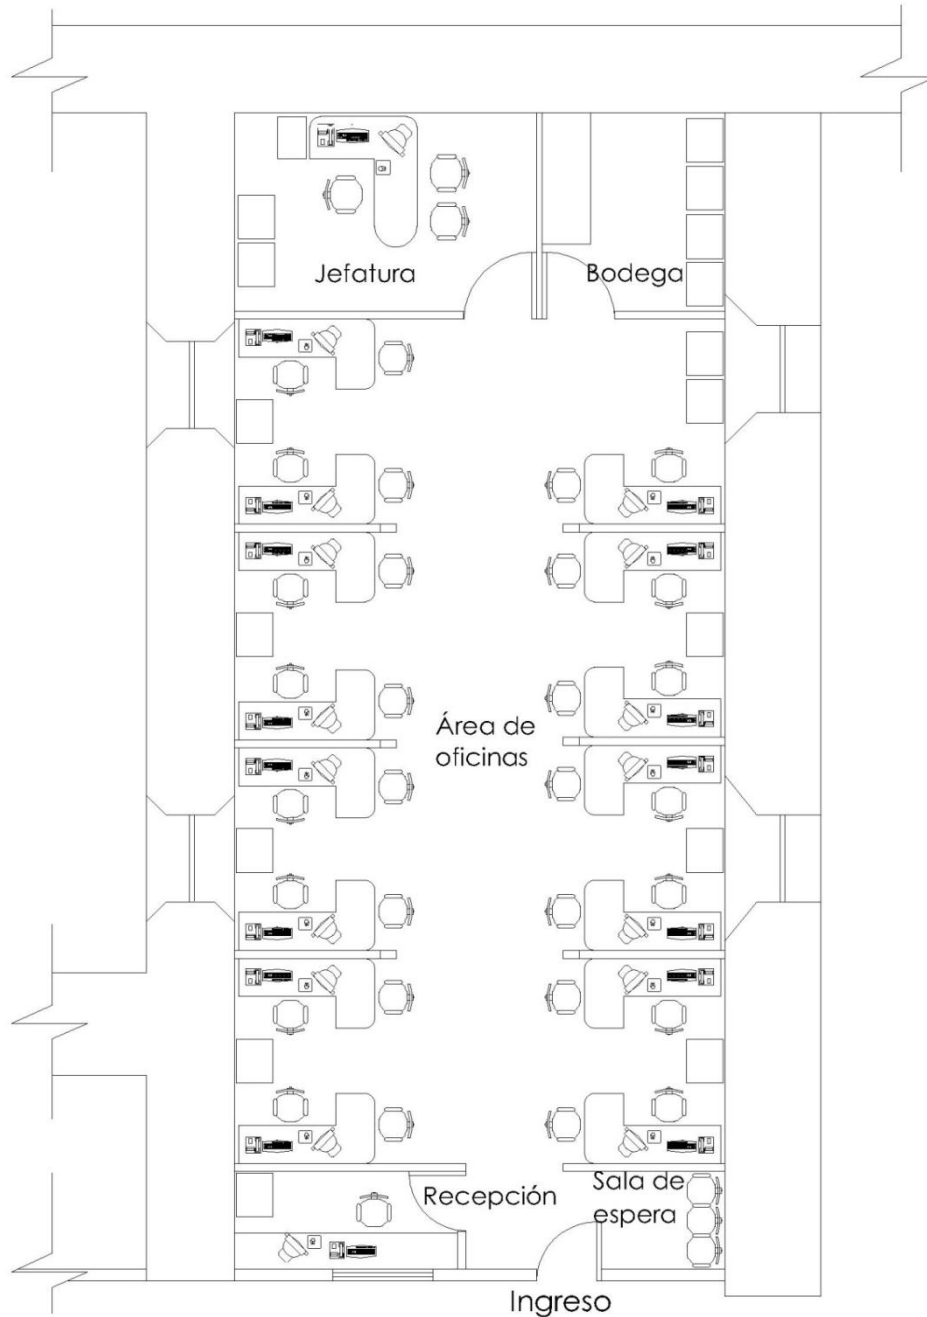 Jefatura
Bodega
Área de
oficinas
Recepción
Sala de
espera
Ingreso